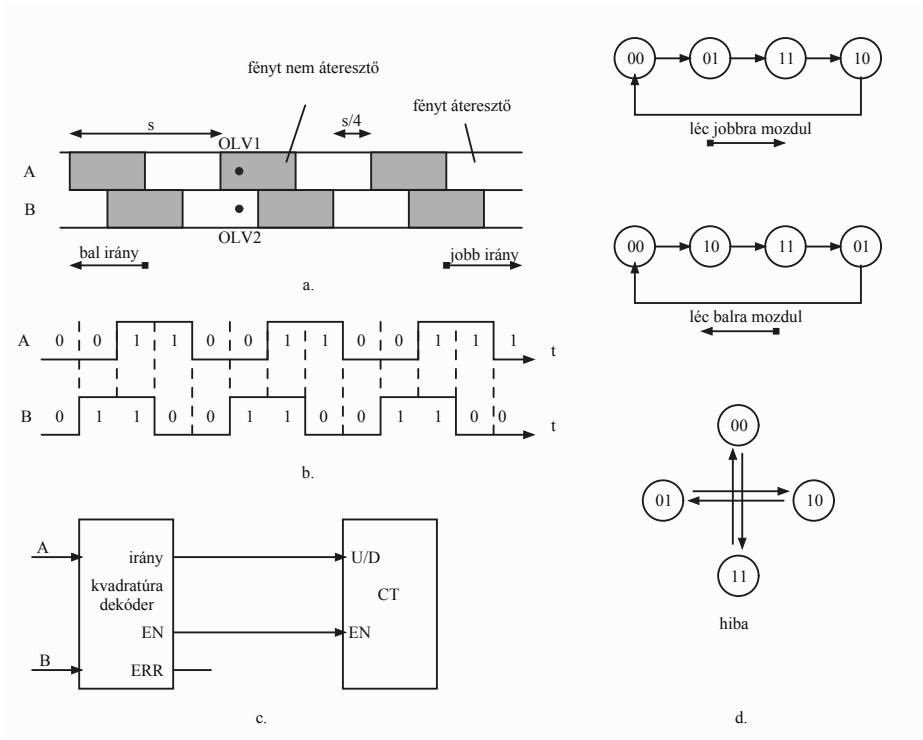 fényt nem áteresztő
fényt áteresztő
s
s/4
OLV1
A
B
OLV2
bal irány
jobb irány
a.
A 0 0 1 1 0 0 1 1 0 0 1 1 1 t
B 0 1 1 0 0 1 1 0 0 1 1 0 0 t
b.
A
irány
U/D
kvadratúra
dekóder
CT
EN
EN
B
ERR
c.
00 01 11 10
léc jobbra mozdul
00 10 11 01
léc balra mozdul
00
01 10
11
hiba
d.